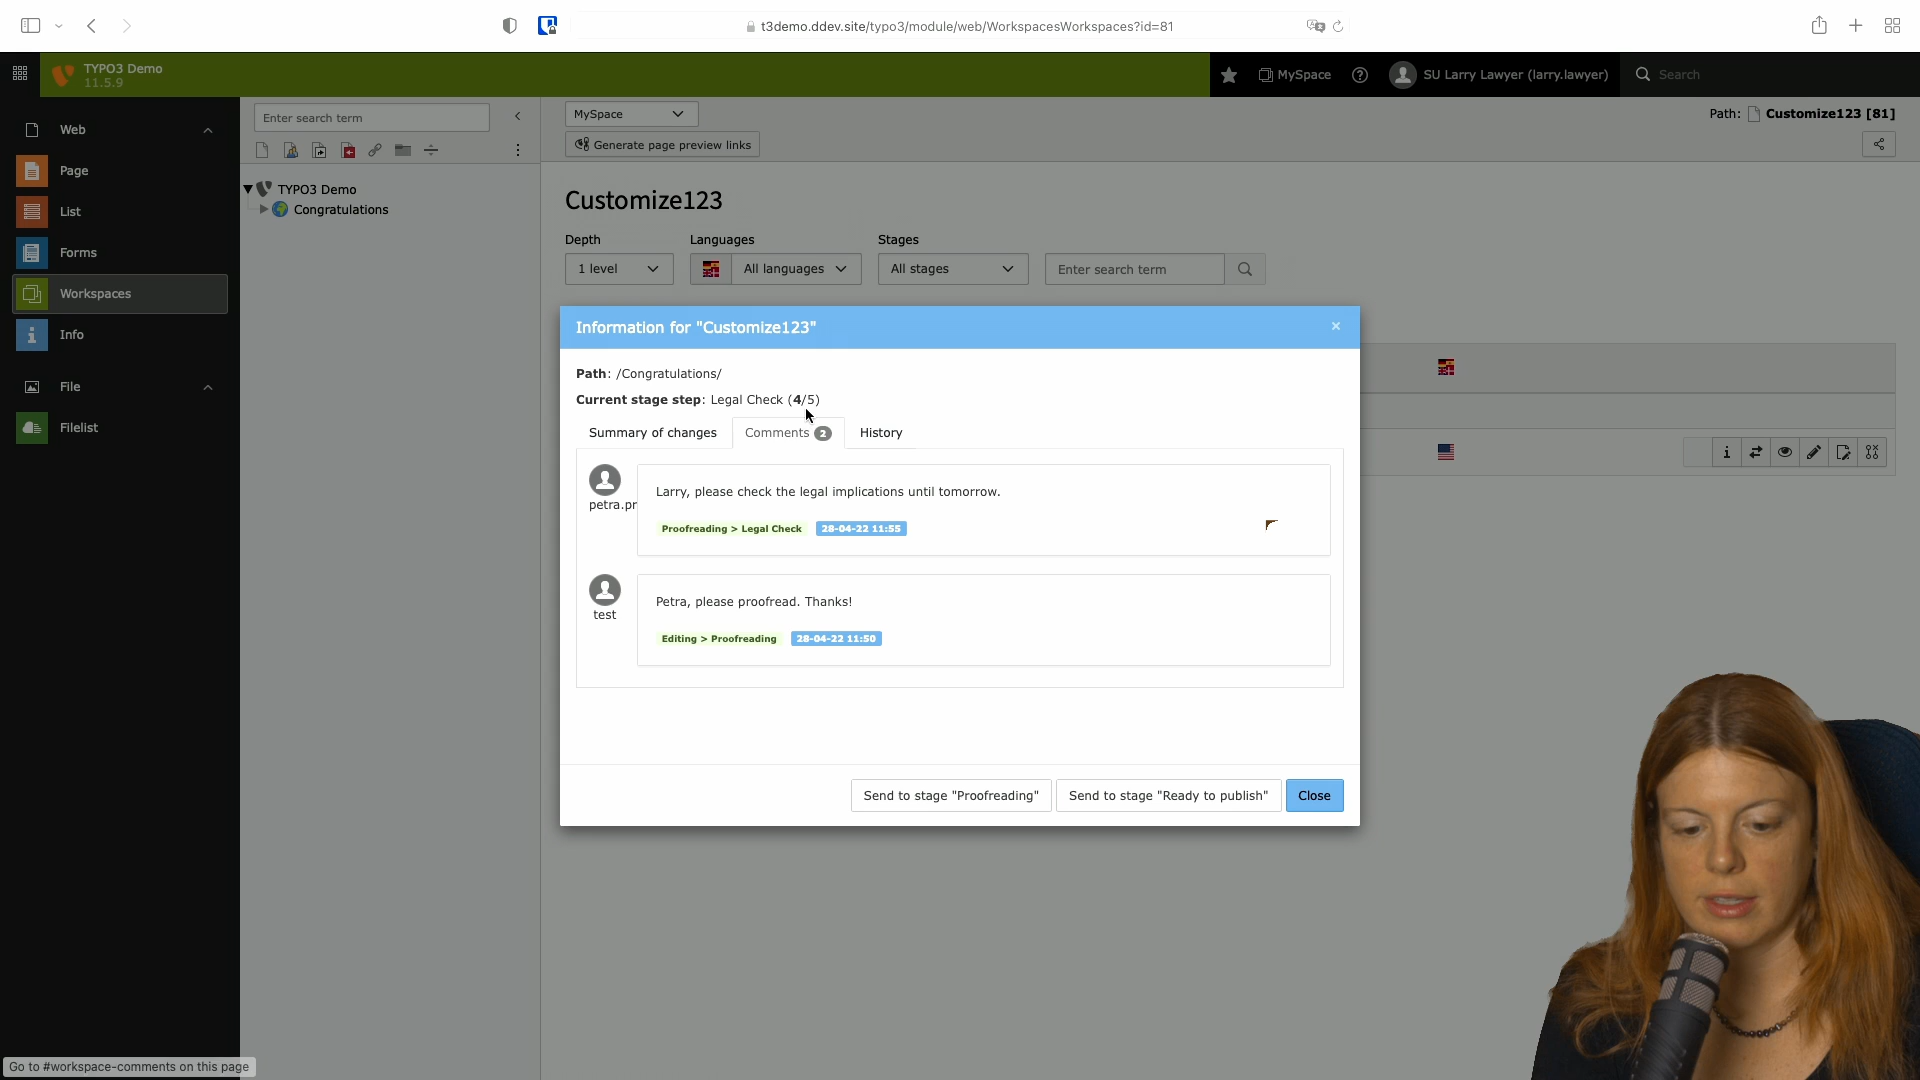 t3demo.ddev.site/typo3/module/web/WorkspacesWorkspaces?id=81
TYPO3 Demo
11.5.9
MySpace
SU Larry Lawyer (larry.lawyer)
Search
Web
Page
List
Forms
Workspaces
Info
File
Filelist
Enter search term
TYPO3 Demo
Congratulations
MySpace
Generate page preview links
Path: Customize123 [81]
Customize123
Depth
Languages
Stages
1 level
All languages
All stages
Enter search term
Information for "Customize123"
Path: /Congratulations/
Current stage step: Legal Check (4/5)
Summary of changes
Comments 2
History
petra.pr
Larry, please check the legal implications until tomorrow.
Proofreading > Legal Check 28-04-22 11:55
test
Petra, please proofread. Thanks!
Editing > Proofreading 28-04-22 11:50
Send to stage "Proofreading"
Send to stage "Ready to publish"
Close
Go to #workspace-comments on this page